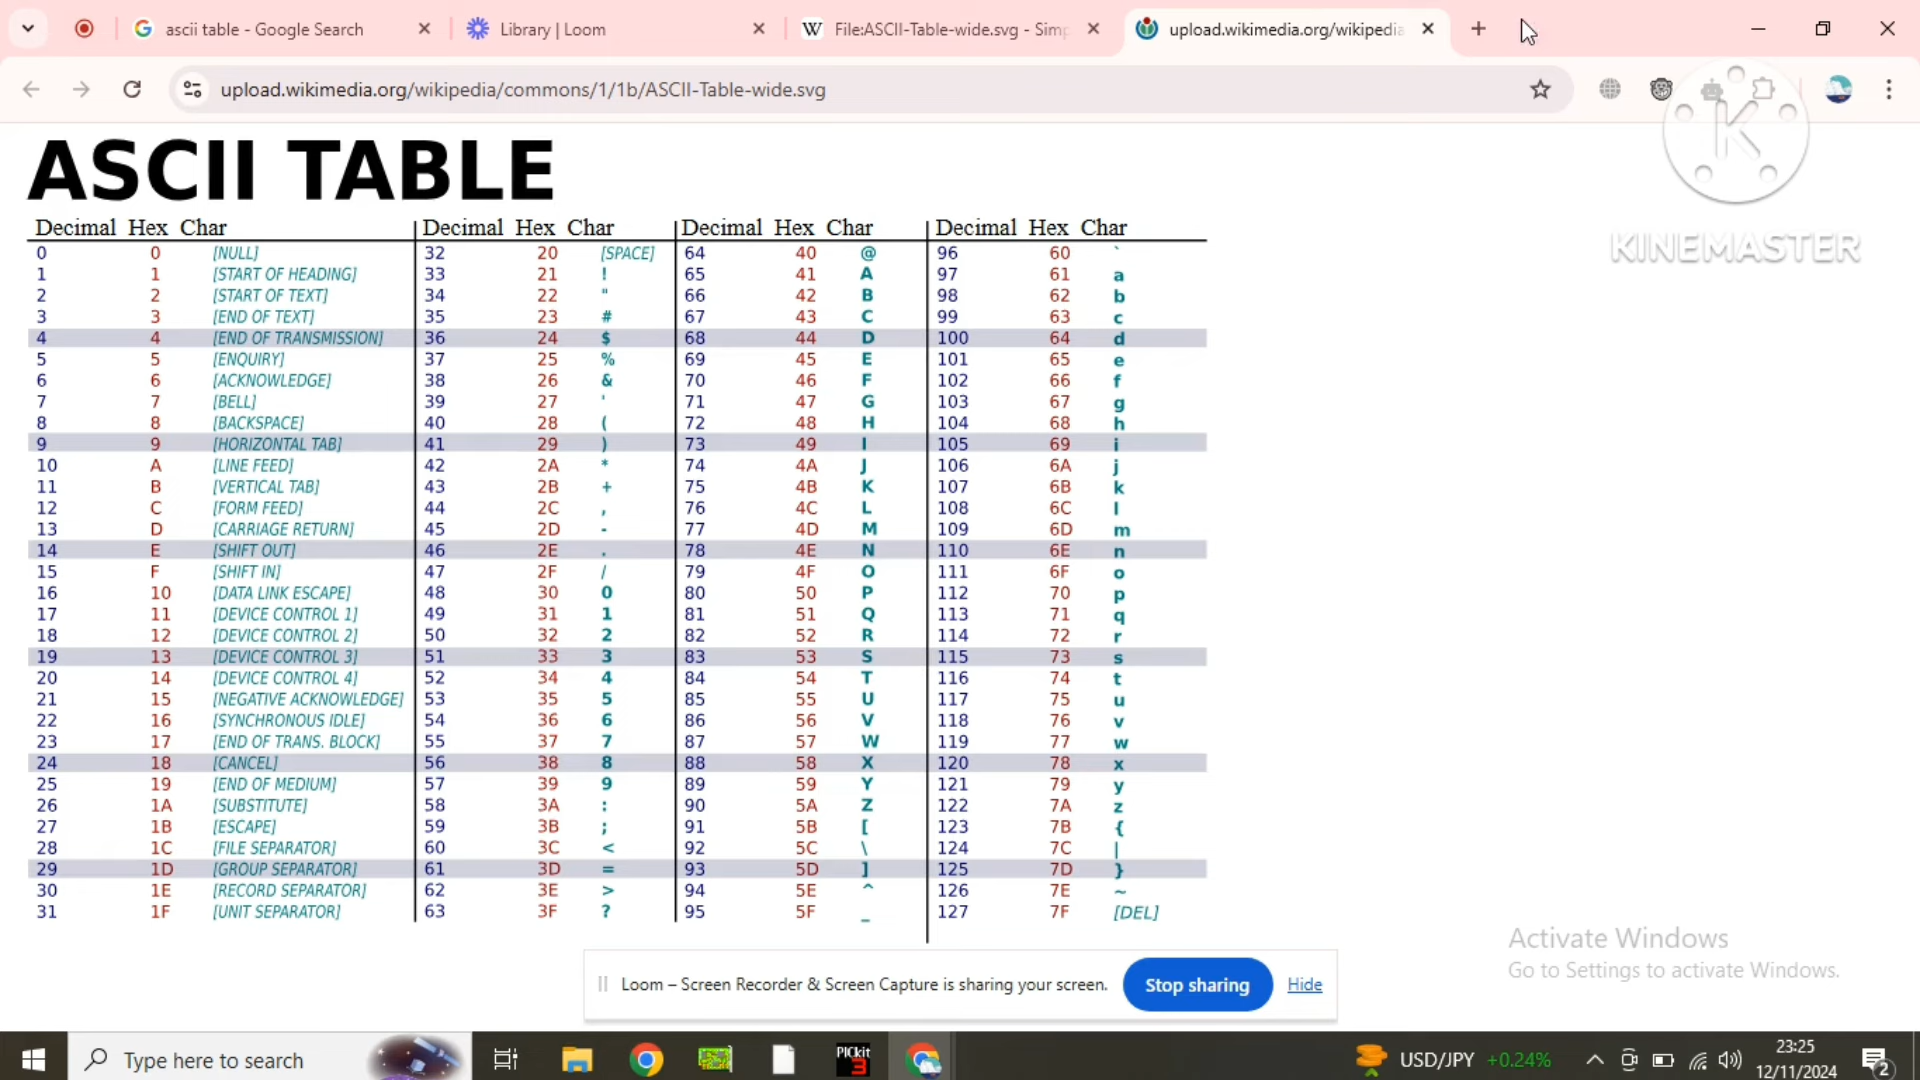 ascii table - Google Search
Library | Loom
File:ASCII-Table-wide.svg - Simp
upload.wikimedia.org/wikipedia
upload.wikimedia.org/wikipedia/commons/1/1b/ASCII-Table-wide.svg
K
KINEMASTER
ASCII TABLE
Decimal Hex Char Decimal Hex Char Decimal Hex Char Decimal Hex Char
0 0 [NULL] 32 20 [SPACE] 64 40 @ 96 60 `
1 1 [START OF HEADING] 33 21 ! 65 41 A 97 61 a
2 2 [START OF TEXT] 34 22 " 66 42 B 98 62 b
3 3 [END OF TEXT] 35 23 # 67 43 C 99 63 c
4 4 [END OF TRANSMISSION] 36 24 $ 68 44 D 100 64 d
5 5 [ENQUIRY] 37 25 % 69 45 E 101 65 e
6 6 [ACKNOWLEDGE] 38 26 & 70 46 F 102 66 f
7 7 [BELL] 39 27 ' 71 47 G 103 67 g
8 8 [BACKSPACE] 40 28 ( 72 48 H 104 68 h
9 9 [HORIZONTAL TAB] 41 29 ) 73 49 I 105 69 i
10 A [LINE FEED] 42 2A * 74 4A J 106 6A j
11 B [VERTICAL TAB] 43 2B + 75 4B K 107 6B k
12 C [FORM FEED] 44 2C , 76 4C L 108 6C l
13 D [CARRIAGE RETURN] 45 2D - 77 4D M 109 6D m
14 E [SHIFT OUT] 46 2E . 78 4E N 110 6E n
15 F [SHIFT IN] 47 2F / 79 4F O 111 6F o
16 10 [DATA LINK ESCAPE] 48 30 0 80 50 P 112 70 p
17 11 [DEVICE CONTROL 1] 49 31 1 81 51 Q 113 71 q
18 12 [DEVICE CONTROL 2] 50 32 2 82 52 R 114 72 r
19 13 [DEVICE CONTROL 3] 51 33 3 83 53 S 115 73 s
20 14 [DEVICE CONTROL 4] 52 34 4 84 54 T 116 74 t
21 15 [NEGATIVE ACKNOWLEDGE] 53 35 5 85 55 U 117 75 u
22 16 [SYNCHRONOUS IDLE] 54 36 6 86 56 V 118 76 v
23 17 [END OF TRANS. BLOCK] 55 37 7 87 57 W 119 77 w
24 18 [CANCEL] 56 38 8 88 58 X 120 78 x
25 19 [END OF MEDIUM] 57 39 9 89 59 Y 121 79 y
26 1A [SUBSTITUTE] 58 3A : 90 5A Z 122 7A z
27 1B [ESCAPE] 59 3B ; 91 5B [ 123 7B {
28 1C [FILE SEPARATOR] 60 3C < 92 5C \ 124 7C |
29 1D [GROUP SEPARATOR] 61 3D = 93 5D ] 125 7D }
30 1E [RECORD SEPARATOR] 62 3E > 94 5E ^ 126 7E ~
31 1F [UNIT SEPARATOR] 63 3F ? 95 5F _ 127 7F [DEL]
Activate Windows
Go to Settings to activate Windows.
Loom – Screen Recorder & Screen Capture is sharing your screen. Stop sharing Hide
Type here to search
PICkit
3
USD/JPY +0.24%
23:25
12/11/2024
2